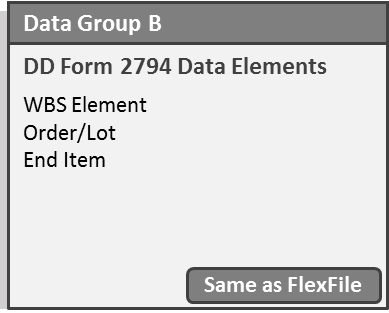 Data Group B
DD Form 2794 Data Elements
WBS Element
Order/Lot
End Item
Same as FlexFile